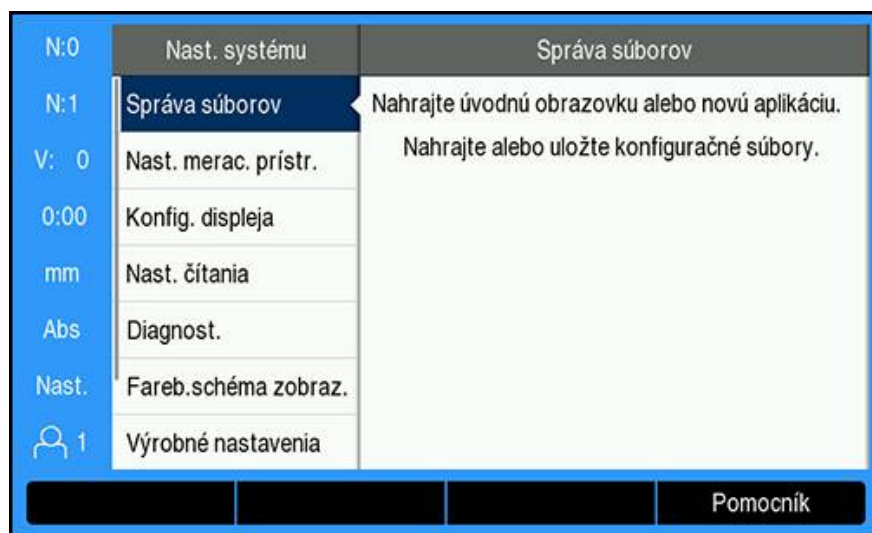 N:0
N:1
V: 0
0:00
mm
Abs
Nast.
1
Nast. systému
Správa súborov
Nast. merac. prístr.
Konfig. displeja
Nast. čítania
Diagnost.
Fareb.schéma zobraz.
Výrobné nastavenia
Správa súborov
Nahrajte úvodnú obrazovku alebo novú aplikáciu.
Nahrajte alebo uložte konfiguračné súbory.
Pomocník